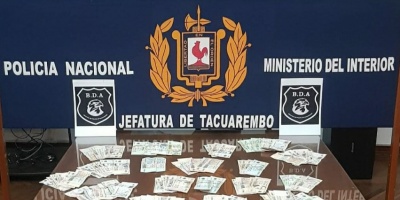 POLICIA NACIONAL
MINISTERIO DEL INTERIOR
B.D.A
B.D.A
JEFATURA DE TACUAREMBO